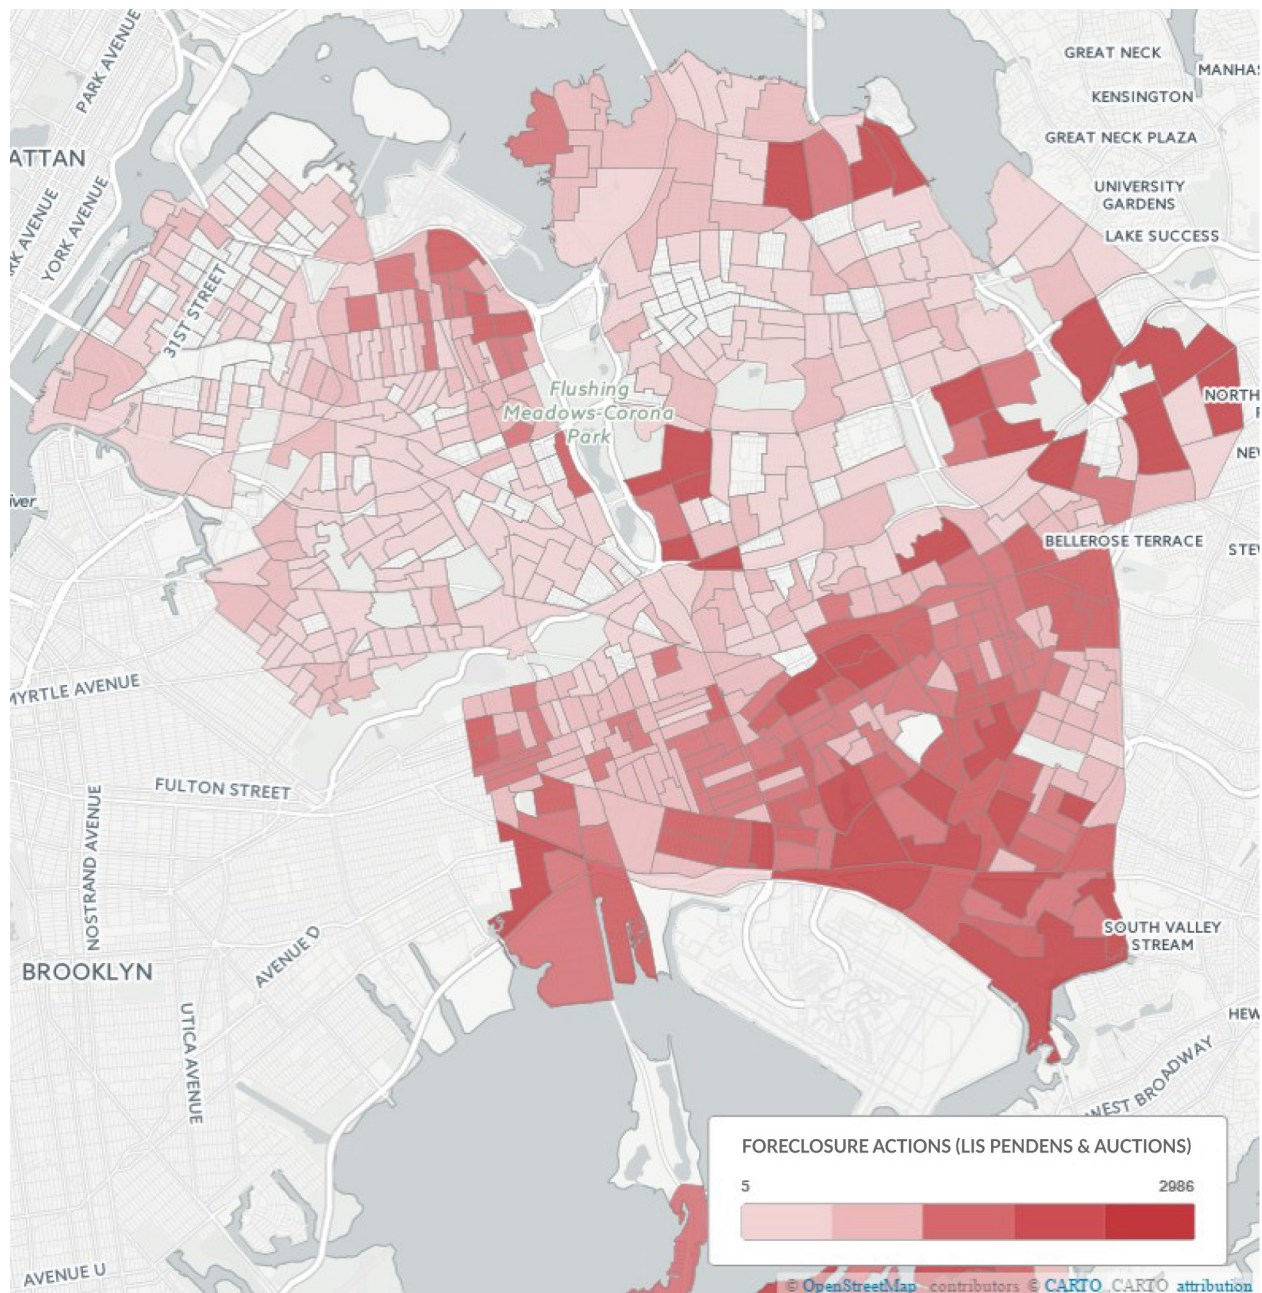 GREAT NECK
PARK AVENUE
MANHAS
KENSINGTON
GREAT NECK PLAZA
ATTAN
UNIVERSITY
GARDENS
RK AVENUE
YORK AVENUE
LAKE SUCCESS
31ST STREET
Flushing
Meadows-Corona
Park
NORTH
NE
iver
BELLEROSE TERRACE
STE
MYRTLE AVENUE
FULTON STREET
NOSTRAND AVENUE
SOUTH VALLEY
STREAM
AVENUE D
BROOKLYN
UTICA AVENUE
HEW
WEST BROADWAY
FORECLOSURE ACTIONS (LIS PENDENS & AUCTIONS)
5 2986
AVENUE U
© OpenStreetMap contributors © CARTO, CARTO attribution